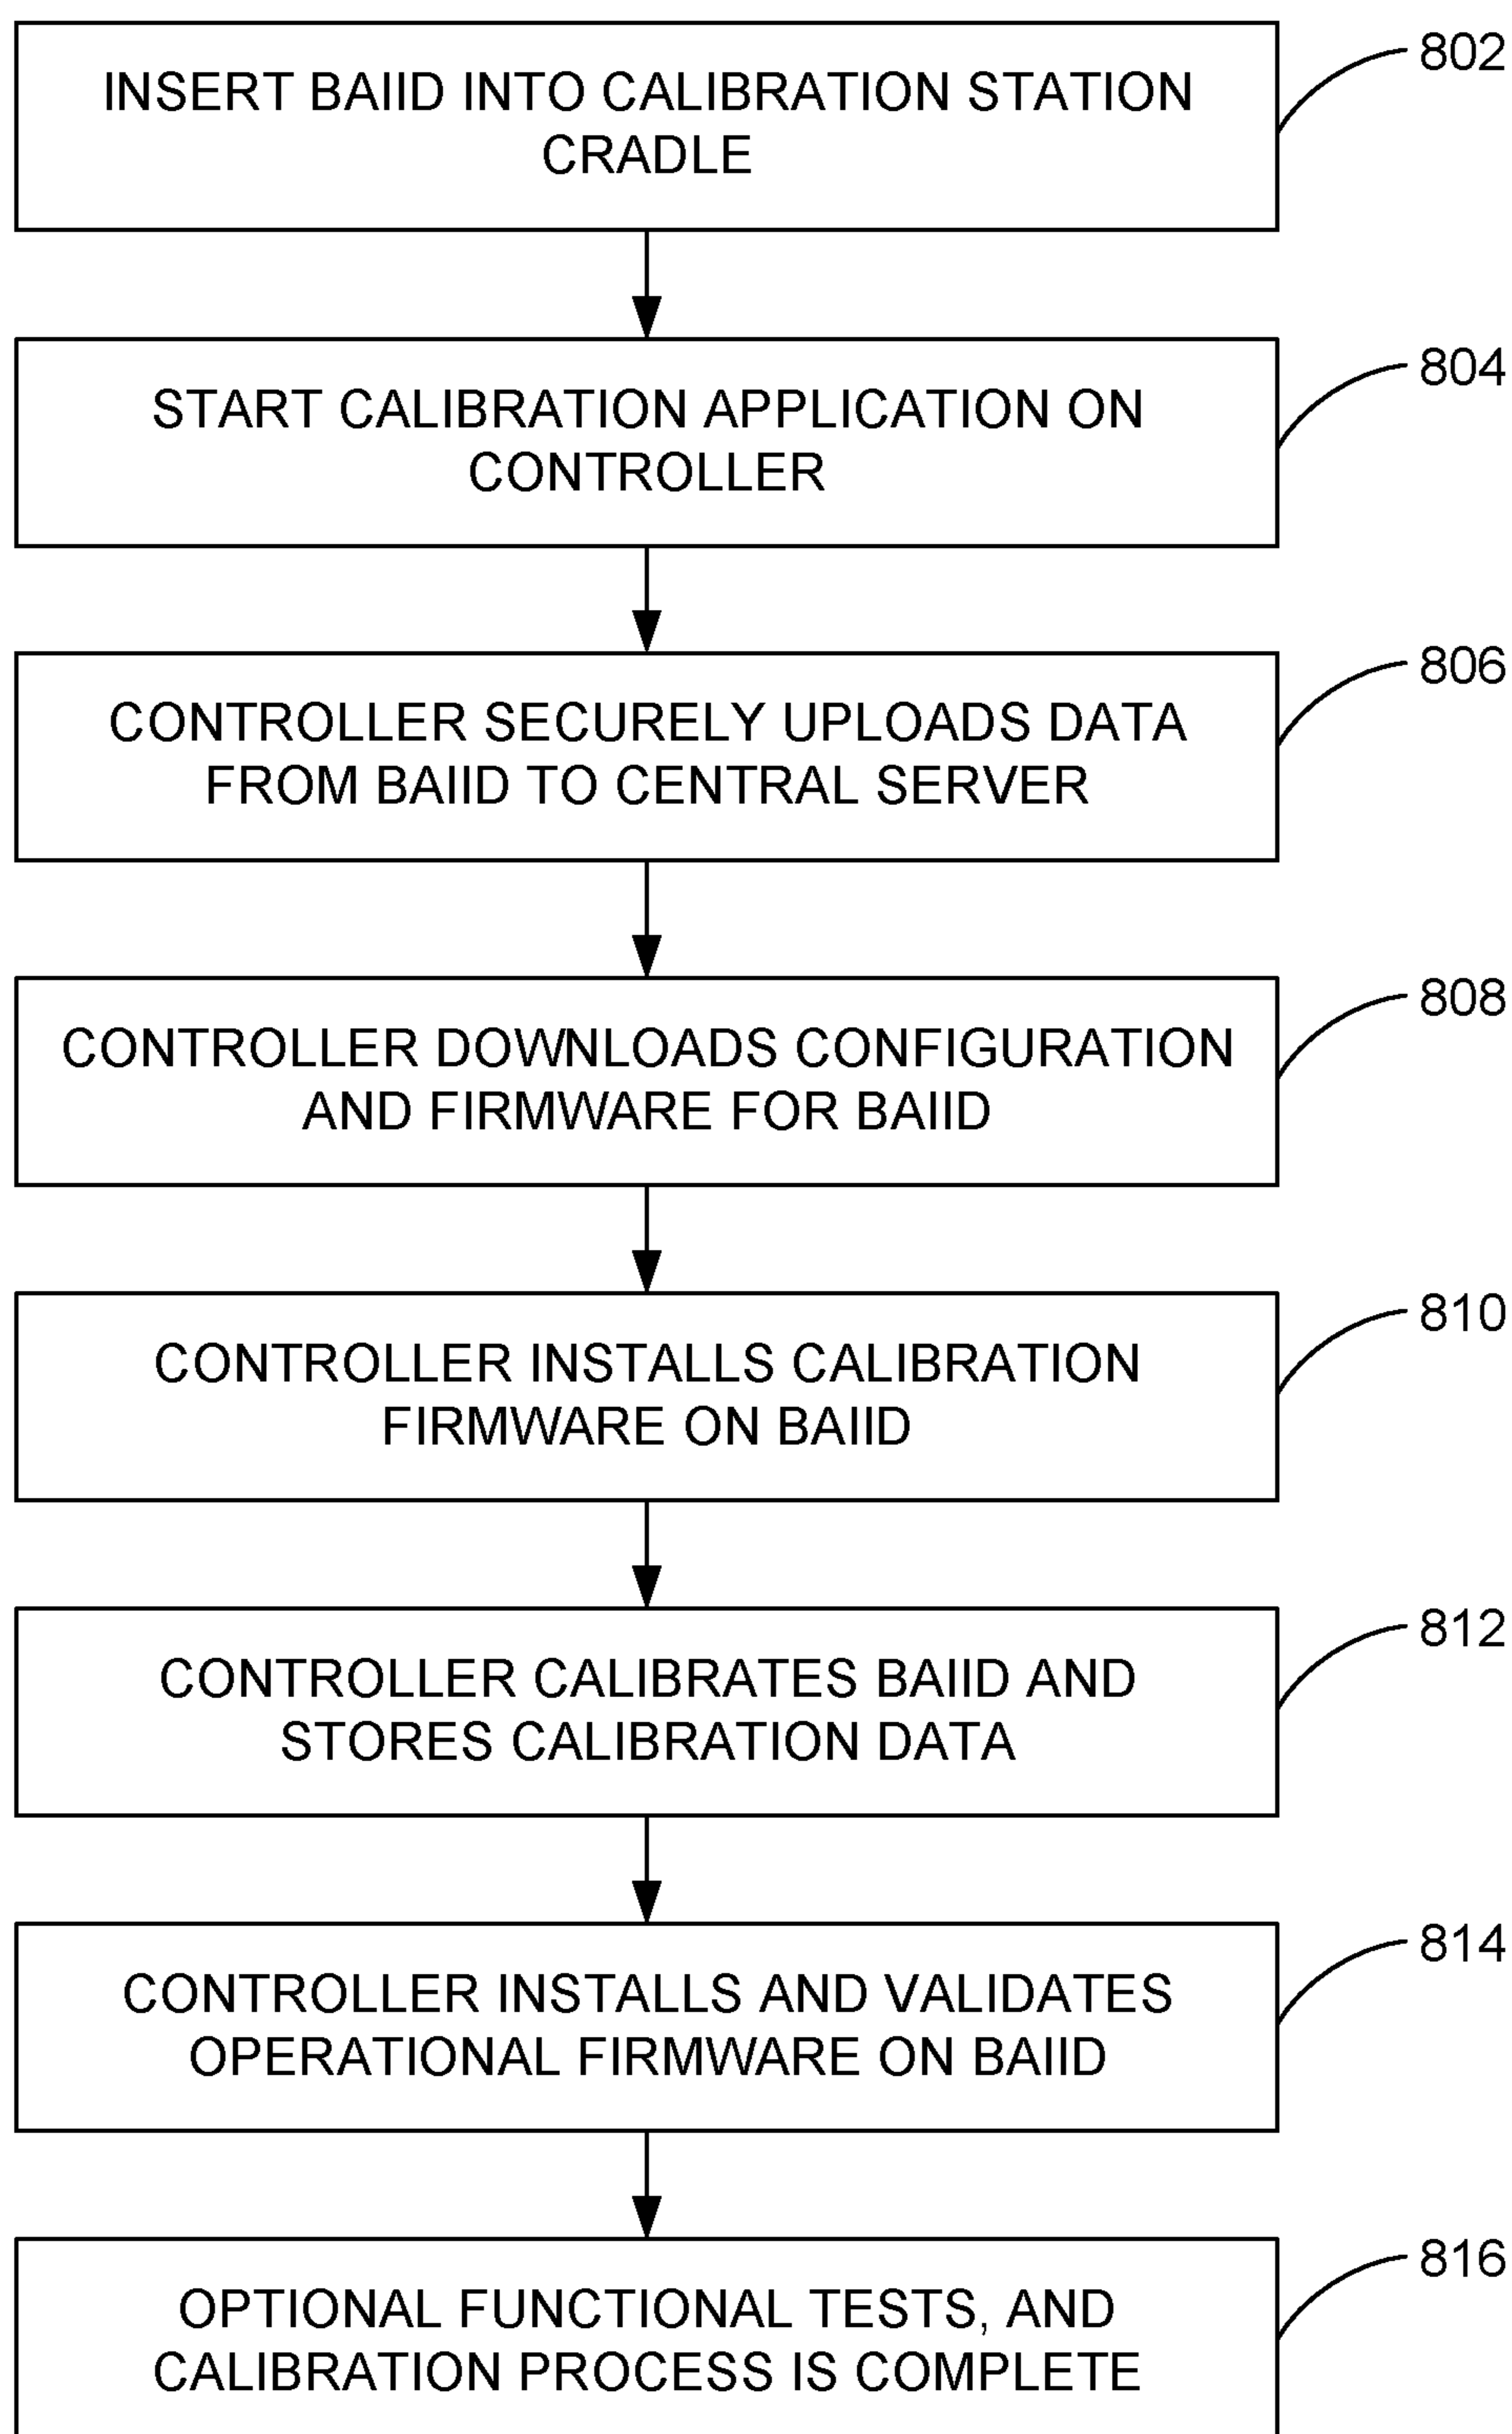 INSERT BAIID INTO CALIBRATION STATION
CRADLE
802
START CALIBRATION APPLICATION ON
CONTROLLER
804
CONTROLLER SECURELY UPLOADS DATA
FROM BAIID TO CENTRAL SERVER
806
CONTROLLER DOWNLOADS CONFIGURATION
AND FIRMWARE FOR BAIID
808
CONTROLLER INSTALLS CALIBRATION
FIRMWARE ON BAIID
810
CONTROLLER CALIBRATES BAIID AND
STORES CALIBRATION DATA
812
CONTROLLER INSTALLS AND VALIDATES
OPERATIONAL FIRMWARE ON BAIID
814
OPTIONAL FUNCTIONAL TESTS, AND
CALIBRATION PROCESS IS COMPLETE
816